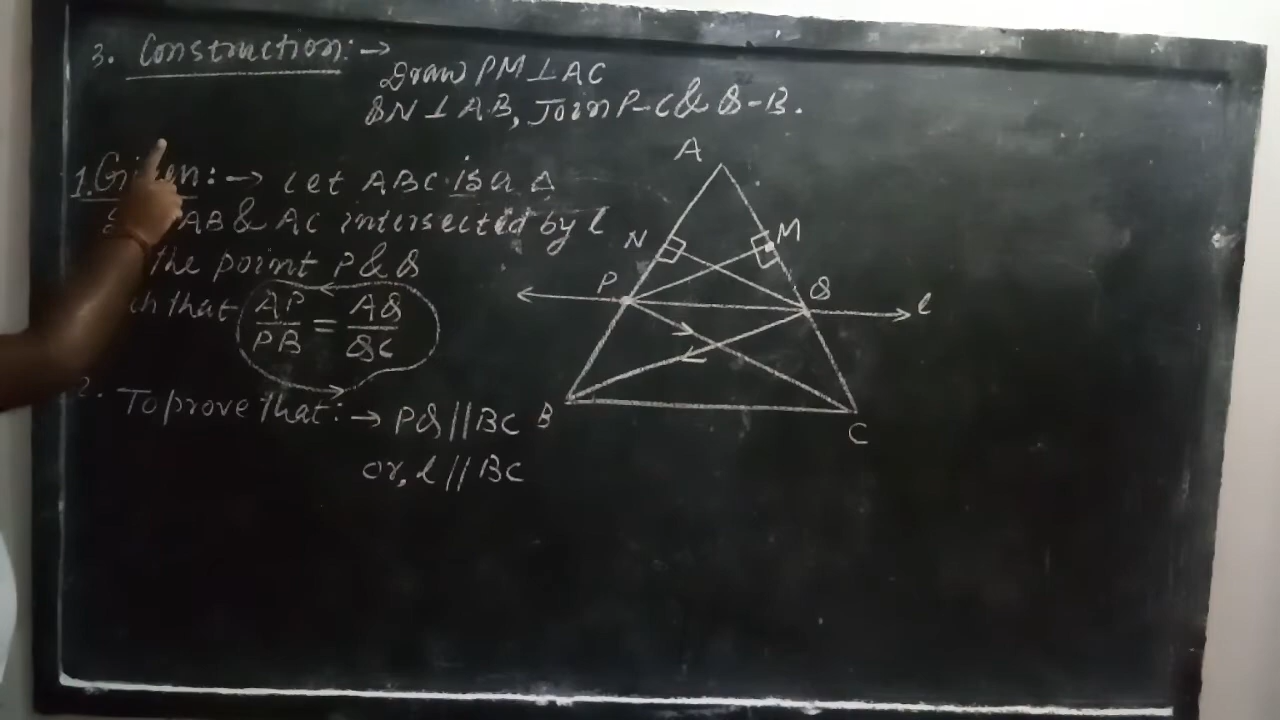 3. Construction:→
Draw PM⊥AC
QN⊥AB, Join P-C & Q-B.
1. Given:→ Let ABC is a △
AB & AC intersected by l
the point P & Q
that AP/PB = AQ/QC
2. To prove that:→ PQ//BC
or, l//BC
A
N
M
P
Q
l
B
C